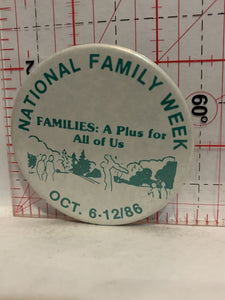 NATIONAL FAMILY WEEK
FAMILIES: A Plus for
All of Us
OCT. 6-12/86
60°